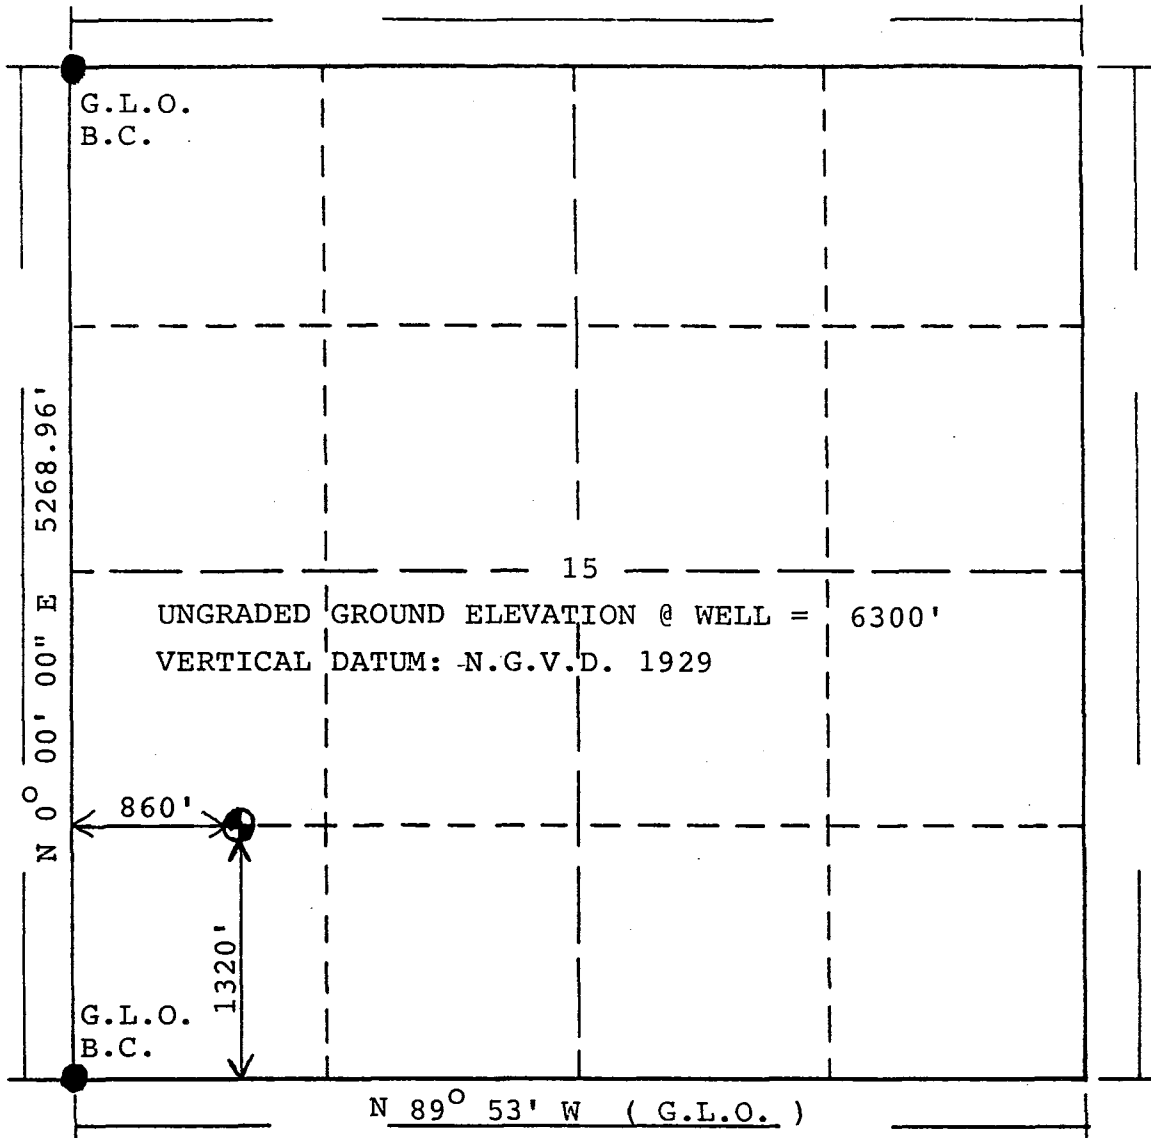 G.L.O.
B.C.
N 0° 00' 00" E 5268.96'
15
UNGRADED GROUND ELEVATION @ WELL = 6300'
VERTICAL DATUM: N.G.V.D. 1929
860'
1320'
G.L.O.
B.C.
N 89° 53' W ( G.L.O. )